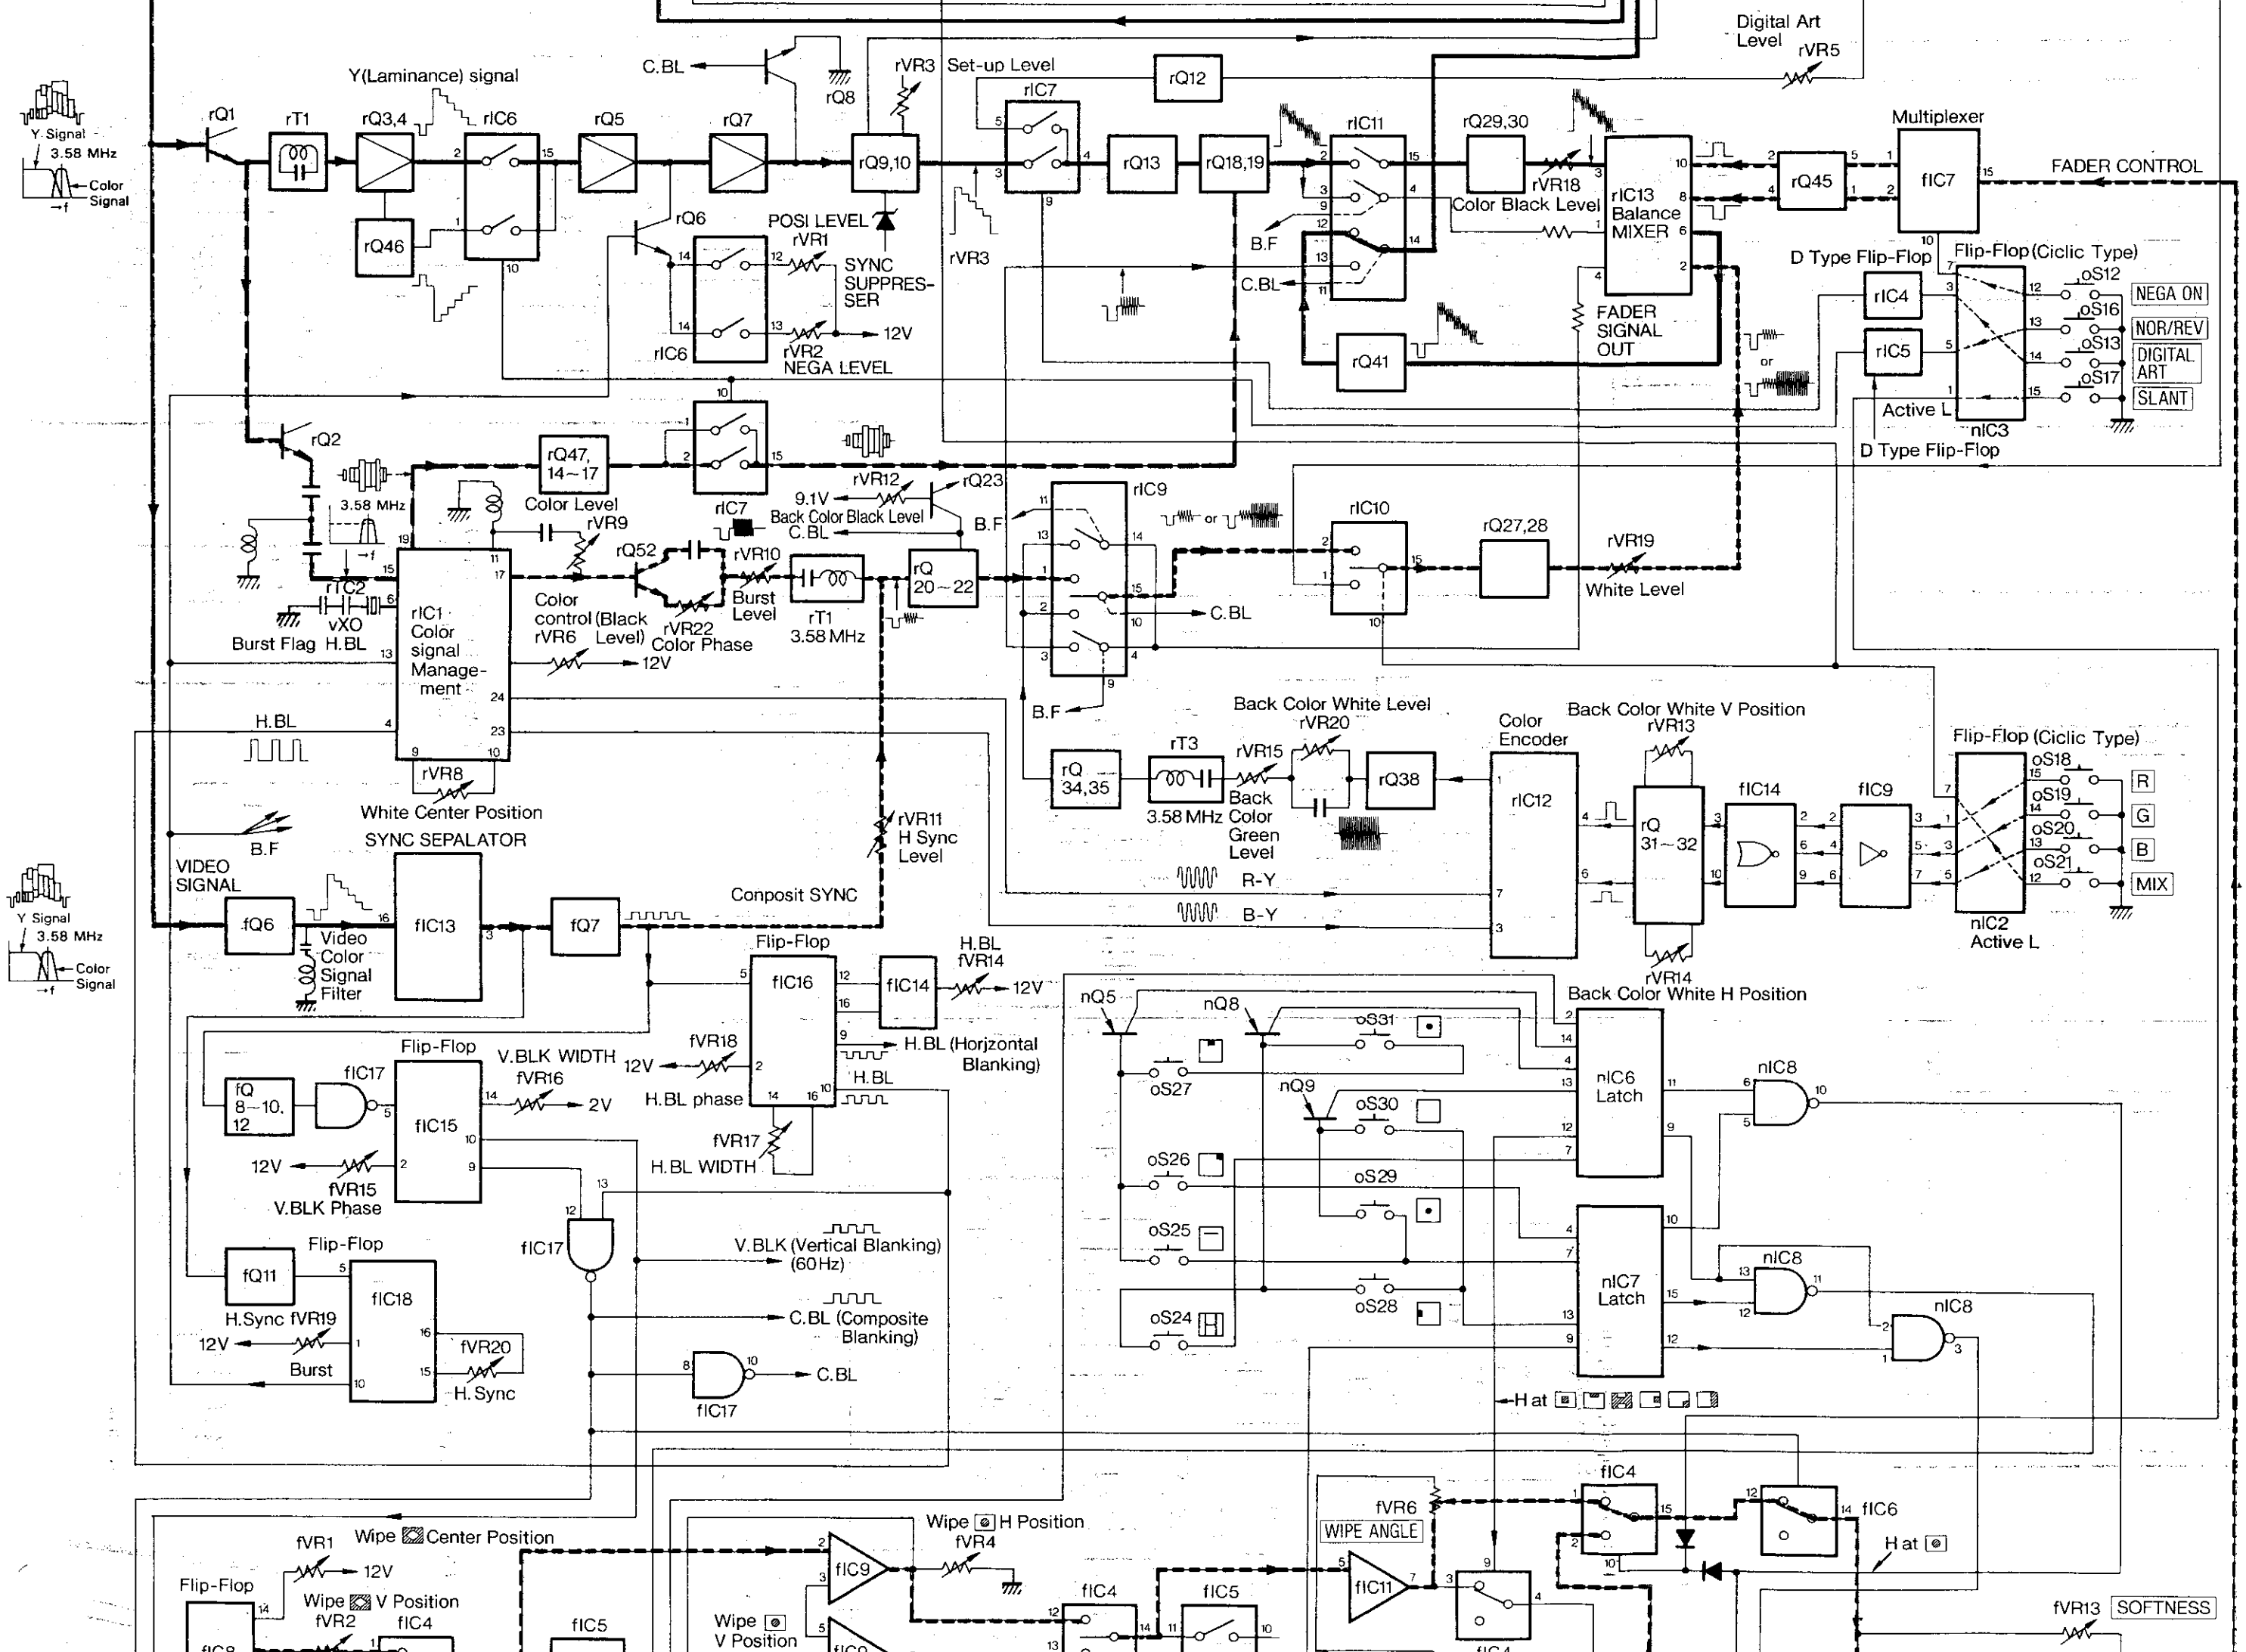 Digital Art
Level
rVR5
C.BL
rQ8
rVR3 Set-up Level
rQ12
rIC7
Y(Laminance) signal
Y Signal
3.58 MHz
Color
Signal
→f
rQ1
rT1
rQ3,4
rIC6
rQ5
rQ7
rQ9,10
rQ13
rQ18,19
rIC11
rQ29,30
rVR18
Color Black Level
rIC13
Balance
MIXER
Multiplexer
rQ45
fIC7
FADER CONTROL
rQ46
rQ6
POSI LEVEL
rVR1
SYNC
SUPPRES-
SER
rVR3
B.F
C.BL
12V
rIC6
rVR2
NEGA LEVEL
rQ41
FADER
SIGNAL
OUT
or
D Type Flip-Flop
rIC4
rIC5
D Type Flip-Flop
Flip-Flop (Ciclic Type)
oS12
NEGA ON
oS16
NOR/REV
oS13
DIGITAL
ART
oS17
SLANT
Active L
nIC3
rQ2
3.58 MHz
→f
rQ47,
14~17
Color Level
rVR9
rIC7
rVR12
9.1V
Back Color Black Level
C.BL
rQ23
rIC9
B.F
or
rIC10
rQ27,28
rVR19
White Level
rTC2
vXO
Burst Flag H.BL
rIC1
Color
signal
Manage-
ment
rQ52
rVR10
Burst
Level
rVR22
Color Phase
Color
control (Black
rVR6 Level)
12V
rT1
3.58 MHz
rQ
20~22
C.BL
B.F
H.BL
rVR8
White Center Position
B.F
rVR11
H Sync
Level
rQ
34,35
rT3
3.58 MHz
rVR15
Back
Color
Green
Level
Back Color White Level
rVR20
rQ38
Color
Encoder
rIC12
R-Y
B-Y
Back Color White V Position
rVR13
rQ
31~32
rVR14
Back Color White H Position
fIC14
fIC9
Flip-Flop (Ciclic Type)
oS18
R
oS19
G
oS20
B
oS21
MIX
nIC2
Active L
SYNC SEPALATOR
VIDEO
SIGNAL
Y Signal
3.58 MHz
Color
Signal
→f
fQ6
Video
Color
Signal
Filter
fIC13
fQ7
Conposit SYNC
Flip-Flop
fIC16
fIC14
H.BL
fVR14
12V
H.BL (Horjzontal
Blanking)
H.BL
fVR18
12V
H.BL phase
fVR17
H.BL WIDTH
Flip-Flop
fQ
8~10,
12
fIC17
fIC15
V.BLK WIDTH
fVR16
2V
12V
fVR15
V.BLK Phase
fIC17
V.BLK (Vertical Blanking)
(60Hz)
C.BL (Composite
Blanking)
fIC17
C.BL
Flip-Flop
fQ11
fIC18
H.Sync fVR19
12V
Burst
fVR20
H.Sync
nQ5
nQ8
nQ9
oS31
oS27
oS30
oS26
oS29
oS25
oS28
oS24
nIC6
Latch
nIC7
Latch
nIC8
nIC8
nIC8
H at
fIC4
fIC6
H at
fVR6
WIPE ANGLE
fIC11
fVR13
SOFTNESS
Wipe Center Position
fVR1
12V
Flip-Flop
Wipe V Position
fVR2
fIC4
fIC5
fIC9
Wipe H Position
fVR4
Wipe
V Position
fIC4
fIC5